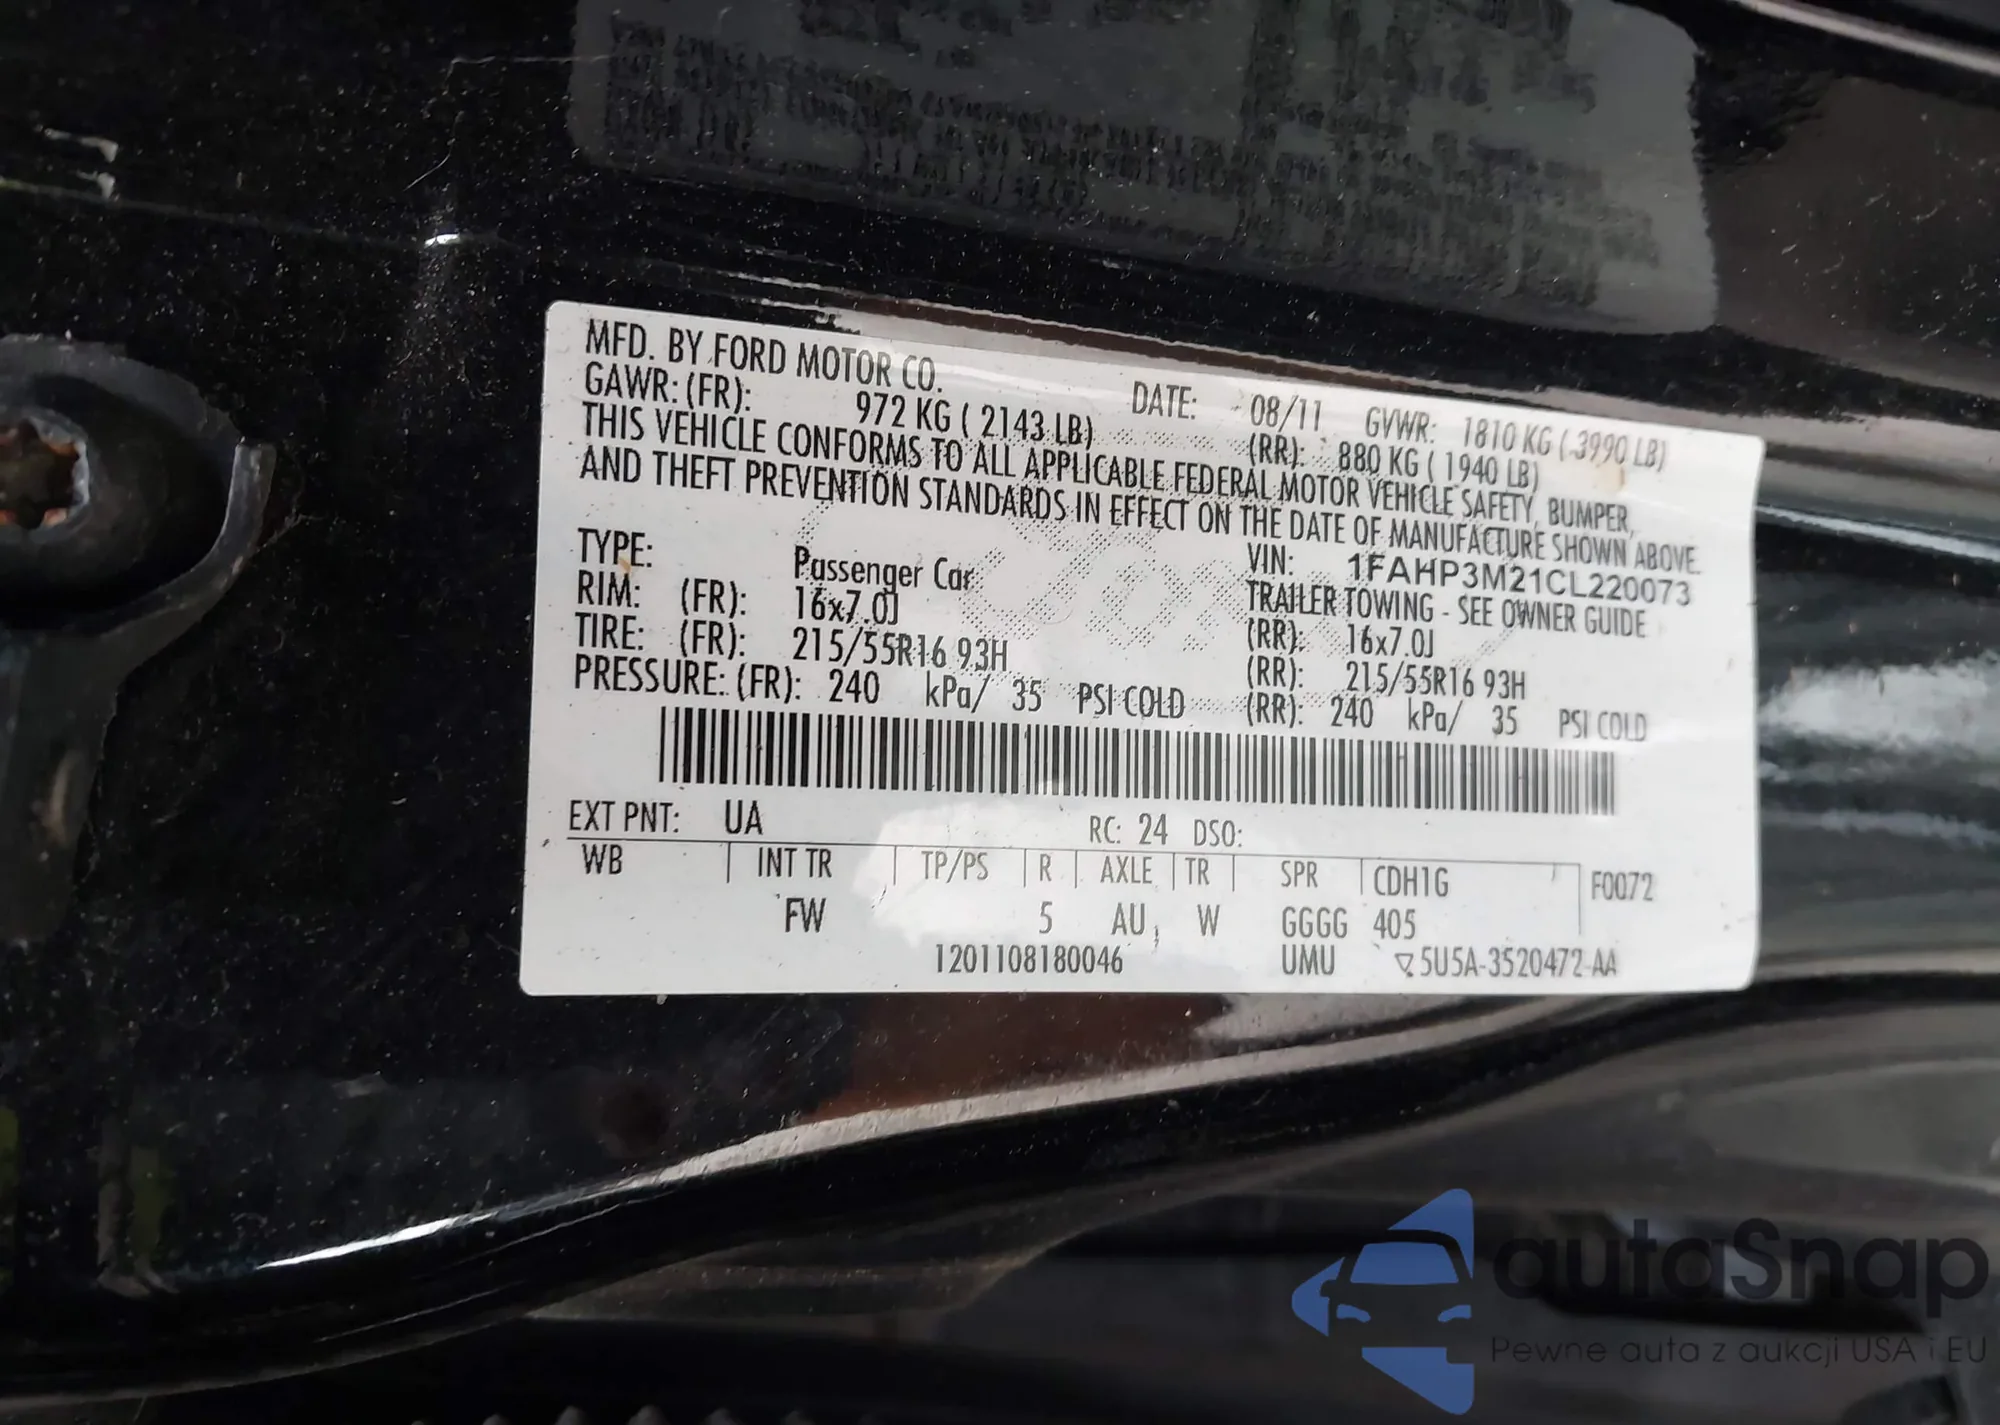 MFD. BY FORD MOTOR CO. DATE: 08/11 GVWR: 1810 KG ( 3990 LB)
GAWR: (FR): 972 KG ( 2143 LB) (RR): 880 KG ( 1940 LB)
THIS VEHICLE CONFORMS TO ALL APPLICABLE FEDERAL MOTOR VEHICLE SAFETY, BUMPER,
AND THEFT PREVENTION STANDARDS IN EFFECT ON THE DATE OF MANUFACTURE SHOWN ABOVE.
VIN: 1FAHP3M21CL220073
TYPE: Passenger Car TRAILER TOWING - SEE OWNER GUIDE
RIM: (FR): 16x7.0J (RR): 16x7.0J
TIRE: (FR): 215/55R16 93H (RR): 215/55R16 93H
PRESSURE: (FR): 240 kPa/ 35 PSI COLD (RR): 240 kPa/ 35 PSI COLD
EXT PNT: UA RC: 24 DSO:
WB INT TR TP/PS R AXLE TR SPR CDH1G F0072
FW 5 AU, W GGGG 405
1201108180046 UMU 5U5A-3520472-AA
autoSnap
Pewne auta z aukcji USA i EU